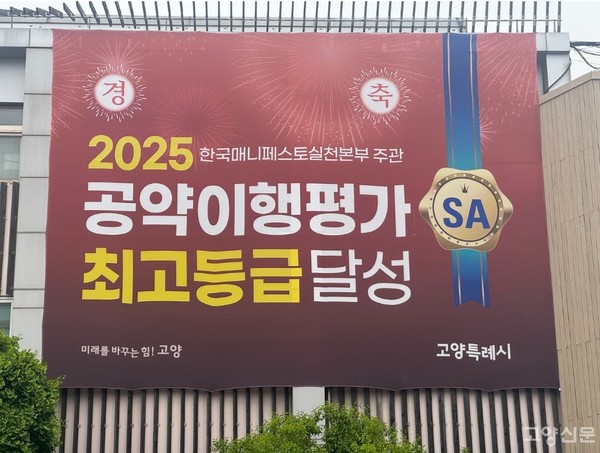 경 축
2025 한국매니페스토실천본부 주관
공약이행평가
SA
최고등급 달성
미래를 바꾸는 힘! 고양
고양특례시
고양신문